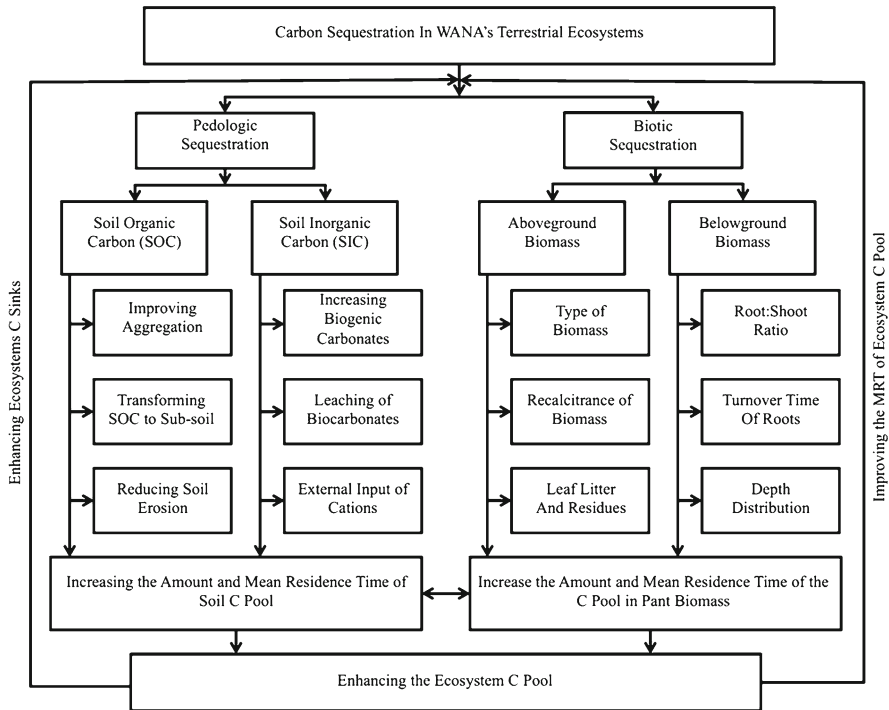 Carbon Sequestration In WANA's Terrestrial Ecosystems
Pedologic
Sequestration
Biotic
Sequestration
Soil Organic
Carbon (SOC)
Soil Inorganic
Carbon (SIC)
Aboveground
Biomass
Belowground
Biomass
Improving
Aggregation
Increasing
Biogenic
Carbonates
Type of
Biomass
Root:Shoot
Ratio
Transforming
SOC to Sub-soil
Leaching of
Biocarbonates
Recalcitrance of
Biomass
Turnover Time
Of Roots
Reducing Soil
Erosion
External Input of
Cations
Leaf Litter
And Residues
Depth
Distribution
Increasing the Amount and Mean Residence Time of
Soil C Pool
Increase the Amount and Mean Residence Time of the
C Pool in Pant Biomass
Enhancing the Ecosystem C Pool
Enhancing Ecosystems C Sinks
Improving the MRT of Ecosystem C Pool